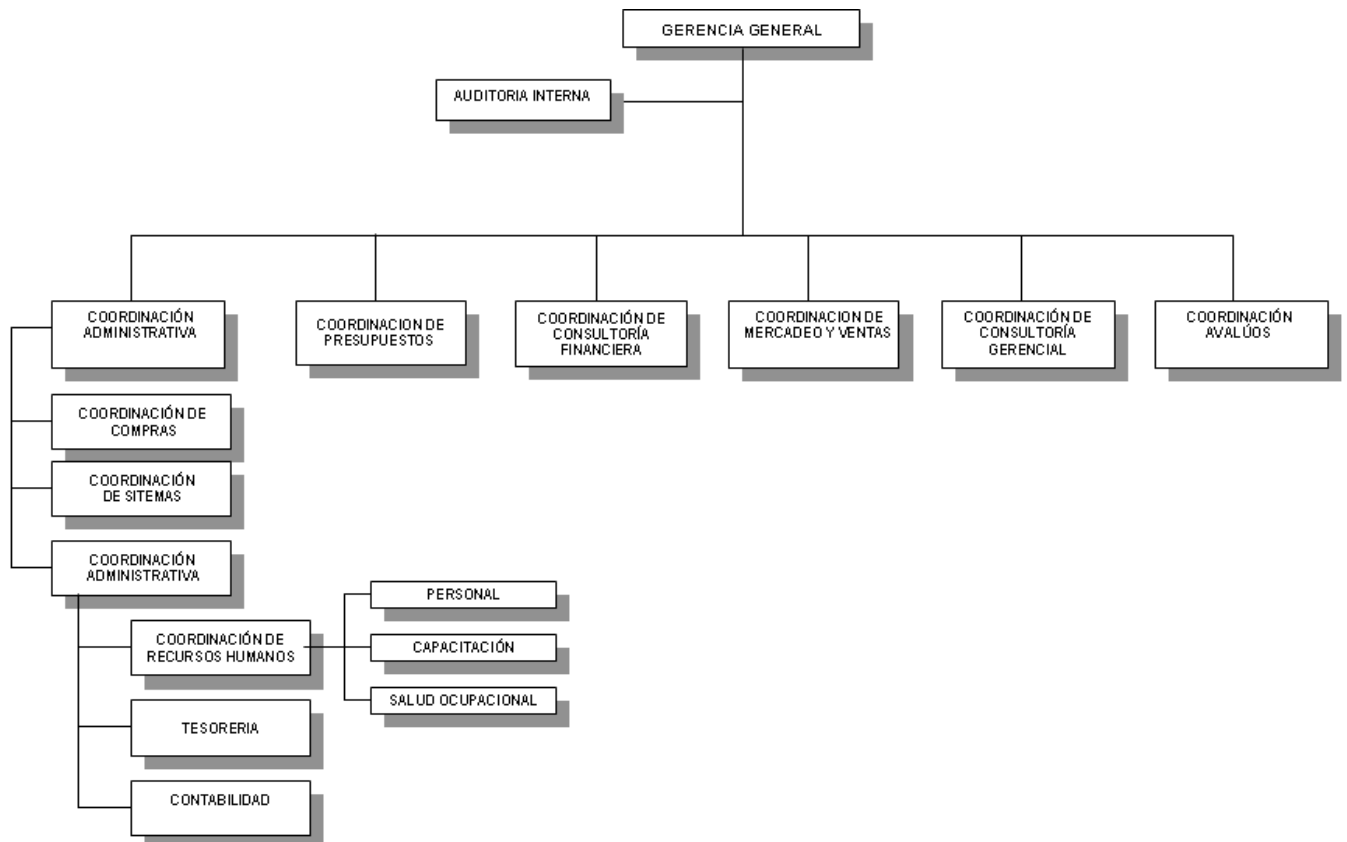 GERENCIA GENERAL
AUDITORIA INTERNA
COORDINACIÓN
ADMINISTRATIVA
COORDINACION DE
PRESUPUESTOS
COORDINACIÓN DE
CONSULTORÍA
FINANCIERA
COORDINACION DE
MERCADEO Y VENTAS
COORDINACIÓN DE
CONSULTORÍA
GERENCIAL
COORDINACIÓN
AVALÚOS
COORDINACIÓN DE
COMPRAS
COORDINACIÓN
DE SITEMAS
COORDINACIÓN
ADMINISTRATIVA
COORDINACIÓN DE
RECURSOS HUMANOS
PERSONAL
CAPACITACIÓN
SALUD OCUPACIONAL
TESORERIA
CONTABILIDAD